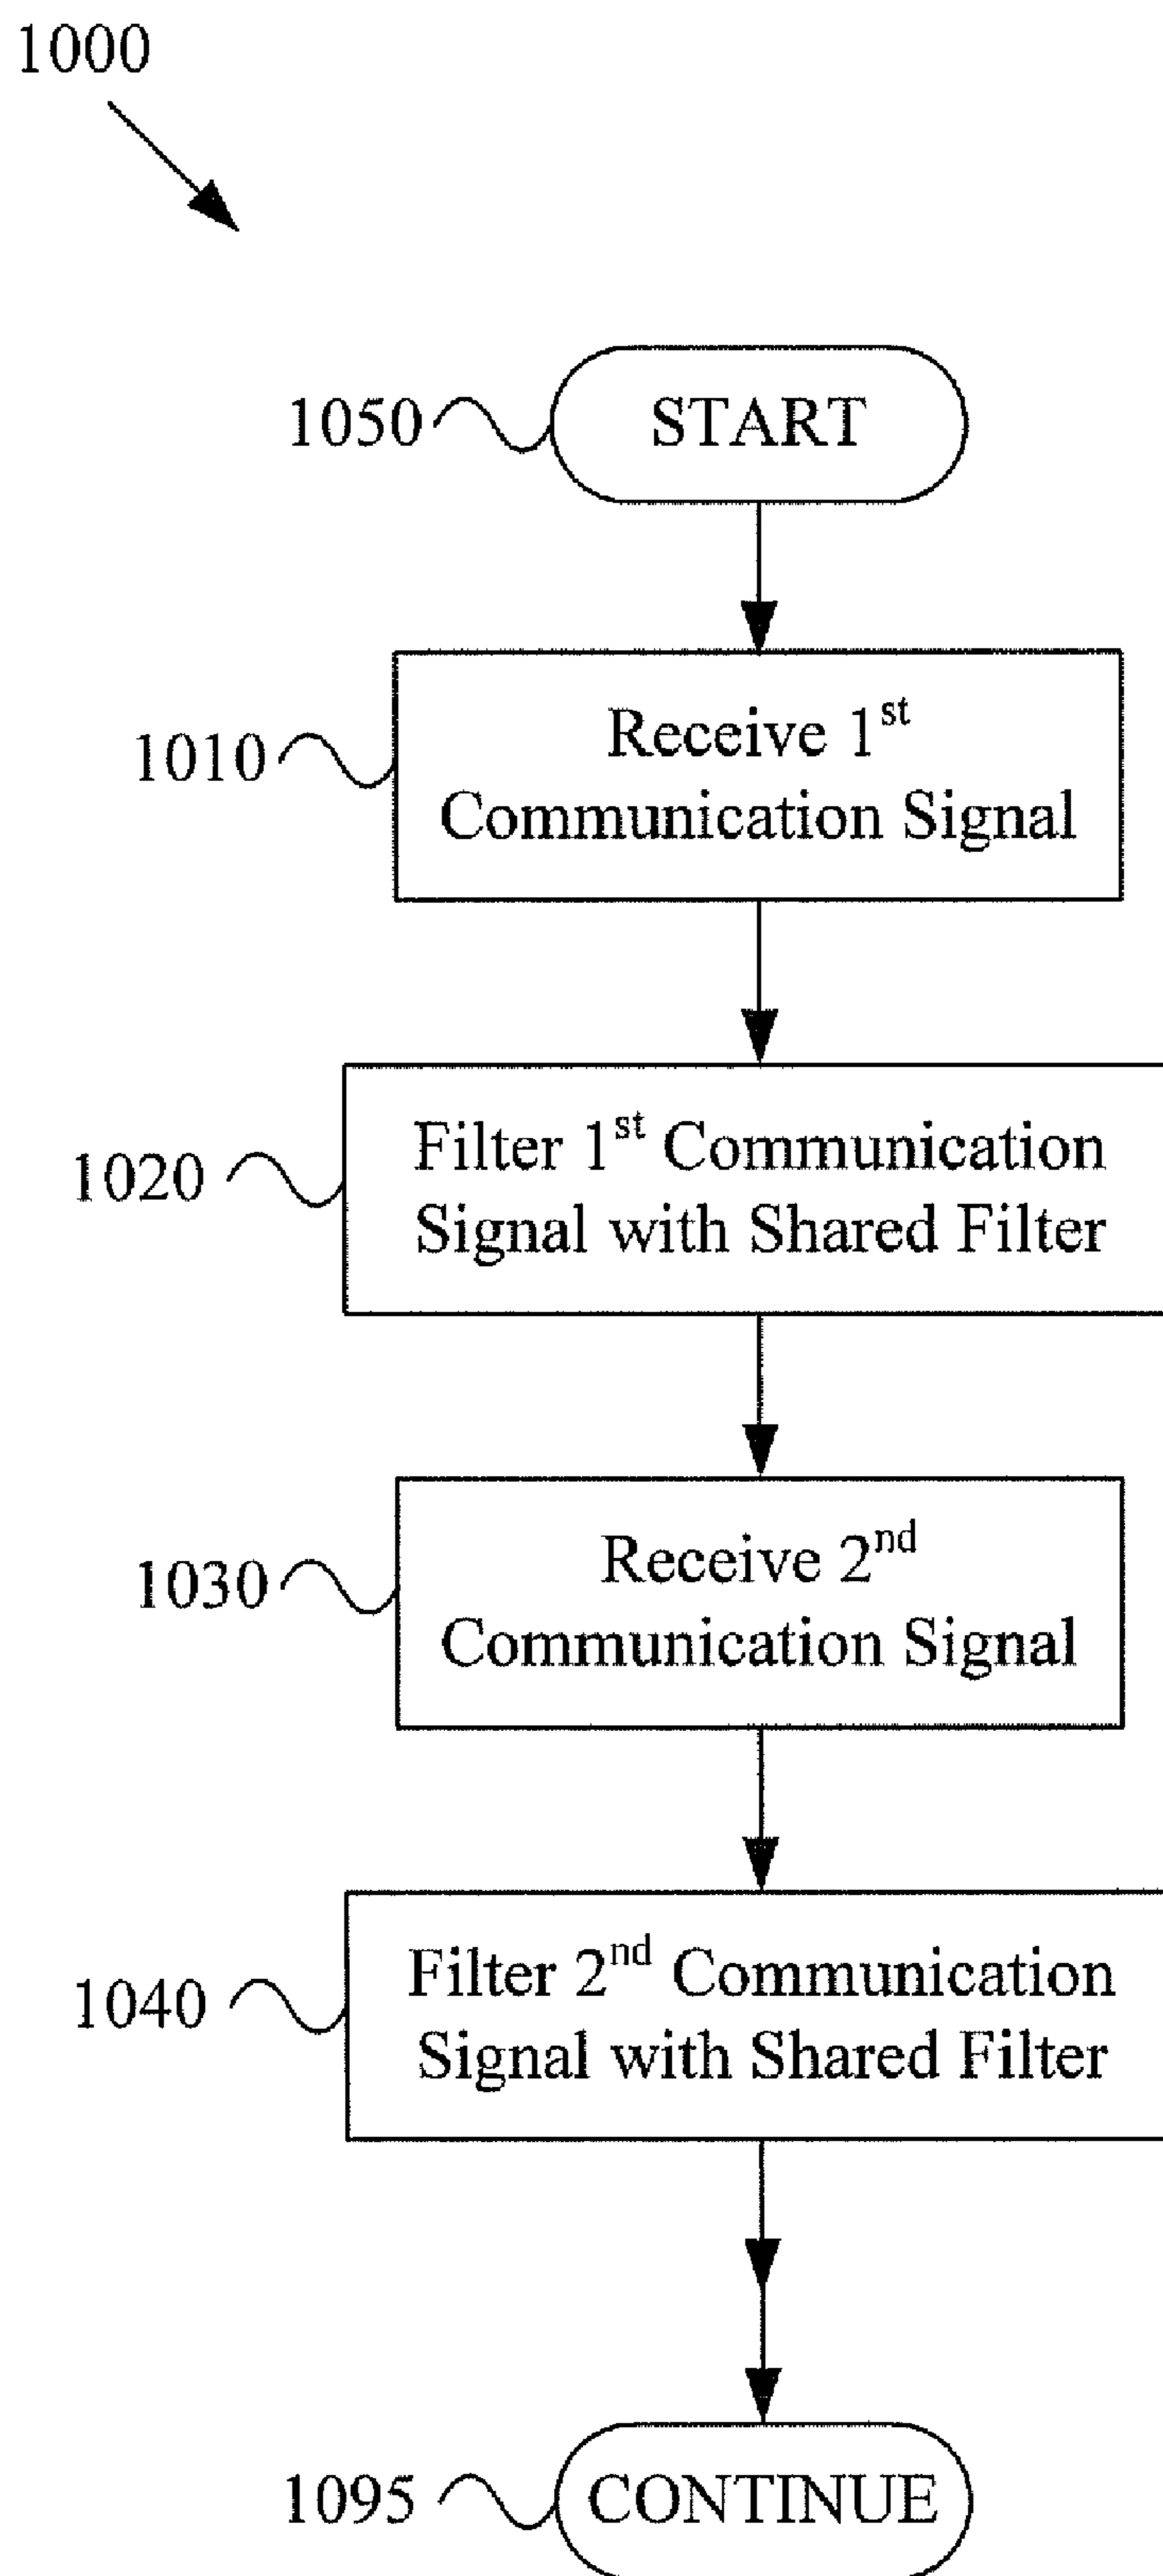 1000
1050 START
1010 Receive 1st
Communication Signal
1020 Filter 1st Communication
Signal with Shared Filter
1030 Receive 2nd
Communication Signal
1040 Filter 2nd Communication
Signal with Shared Filter
1095 CONTINUE